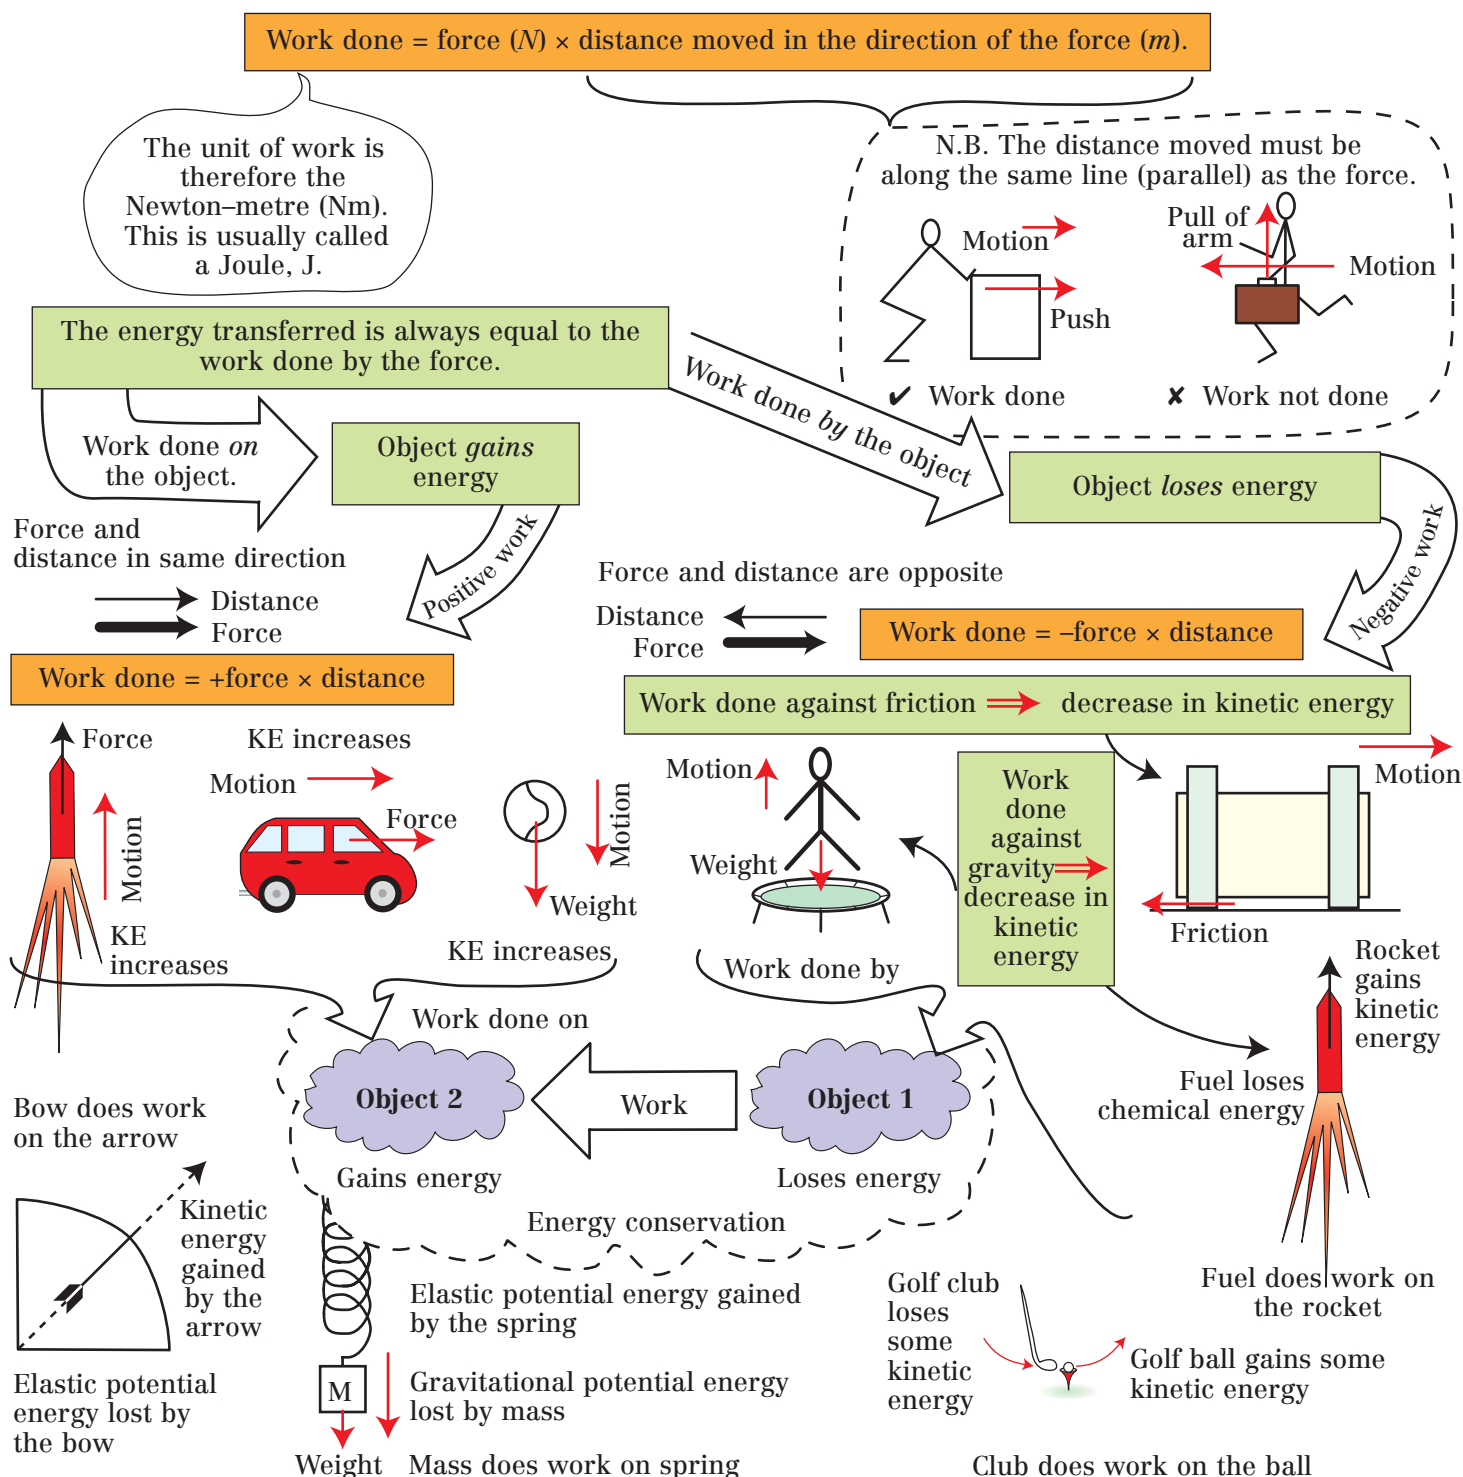 Work done = force (N) × distance moved in the direction of the force (m).
The unit of work is
therefore the
Newton–metre (Nm).
This is usually called
a Joule, J.
N.B. The distance moved must be
along the same line (parallel) as the force.
Motion
Push
✔ Work done
Pull of
arm
Motion
✘ Work not done
The energy transferred is always equal to the
work done by the force.
Work done on
the object.
Object gains
energy
Work done by the object
Object loses energy
Positive work
Negative work
Force and
distance in same direction
Distance
Force
Work done = +force × distance
Force and distance are opposite
Distance
Force
Work done = –force × distance
Work done against friction ⇒ decrease in kinetic energy
Force
Motion
KE
increases
KE increases
Motion
Force
Motion
Weight
KE increases
Motion
Weight
Work
done
against
gravity ⇒
decrease in
kinetic
energy
Motion
Friction
Work done on
Work done by
Object 2
Work
Object 1
Gains energy
Loses energy
Energy conservation
Rocket
gains
kinetic
energy
Fuel loses
chemical energy
Fuel does work on
the rocket
Bow does work
on the arrow
Kinetic
energy
gained
by the
arrow
Elastic potential
energy lost by
the bow
Elastic potential energy gained
by the spring
M
Gravitational potential energy
lost by mass
Weight
Mass does work on spring
Golf club
loses
some
kinetic
energy
Golf ball gains some
kinetic energy
Club does work on the ball